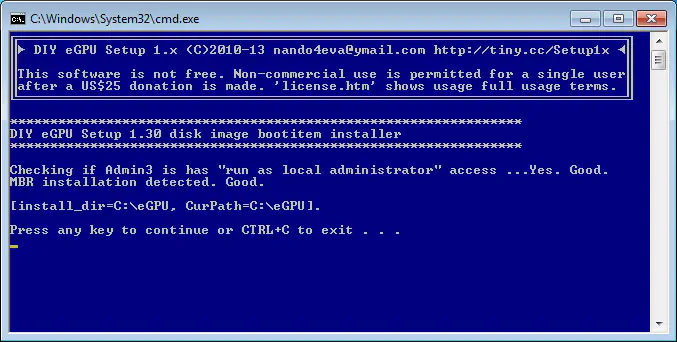 C:\Windows\System32\cmd.exe
DIY eGPU Setup 1.x (C)2010-13 nando4eva@ymail.com http://tiny.cc/Setup1x
This software is not free. Non-commercial use is permitted for a single user
after a US$25 donation is made. 'license.htm' shows usage full usage terms.
****************************************************************
DIY eGPU Setup 1.30 disk image bootitem installer
****************************************************************
Checking if Admin3 is has "run as local administrator" access ...Yes. Good.
MBR installation detected. Good.
[install_dir=C:\eGPU, CurPath=C:\eGPU].
Press any key to continue or CTRL+C to exit . . .